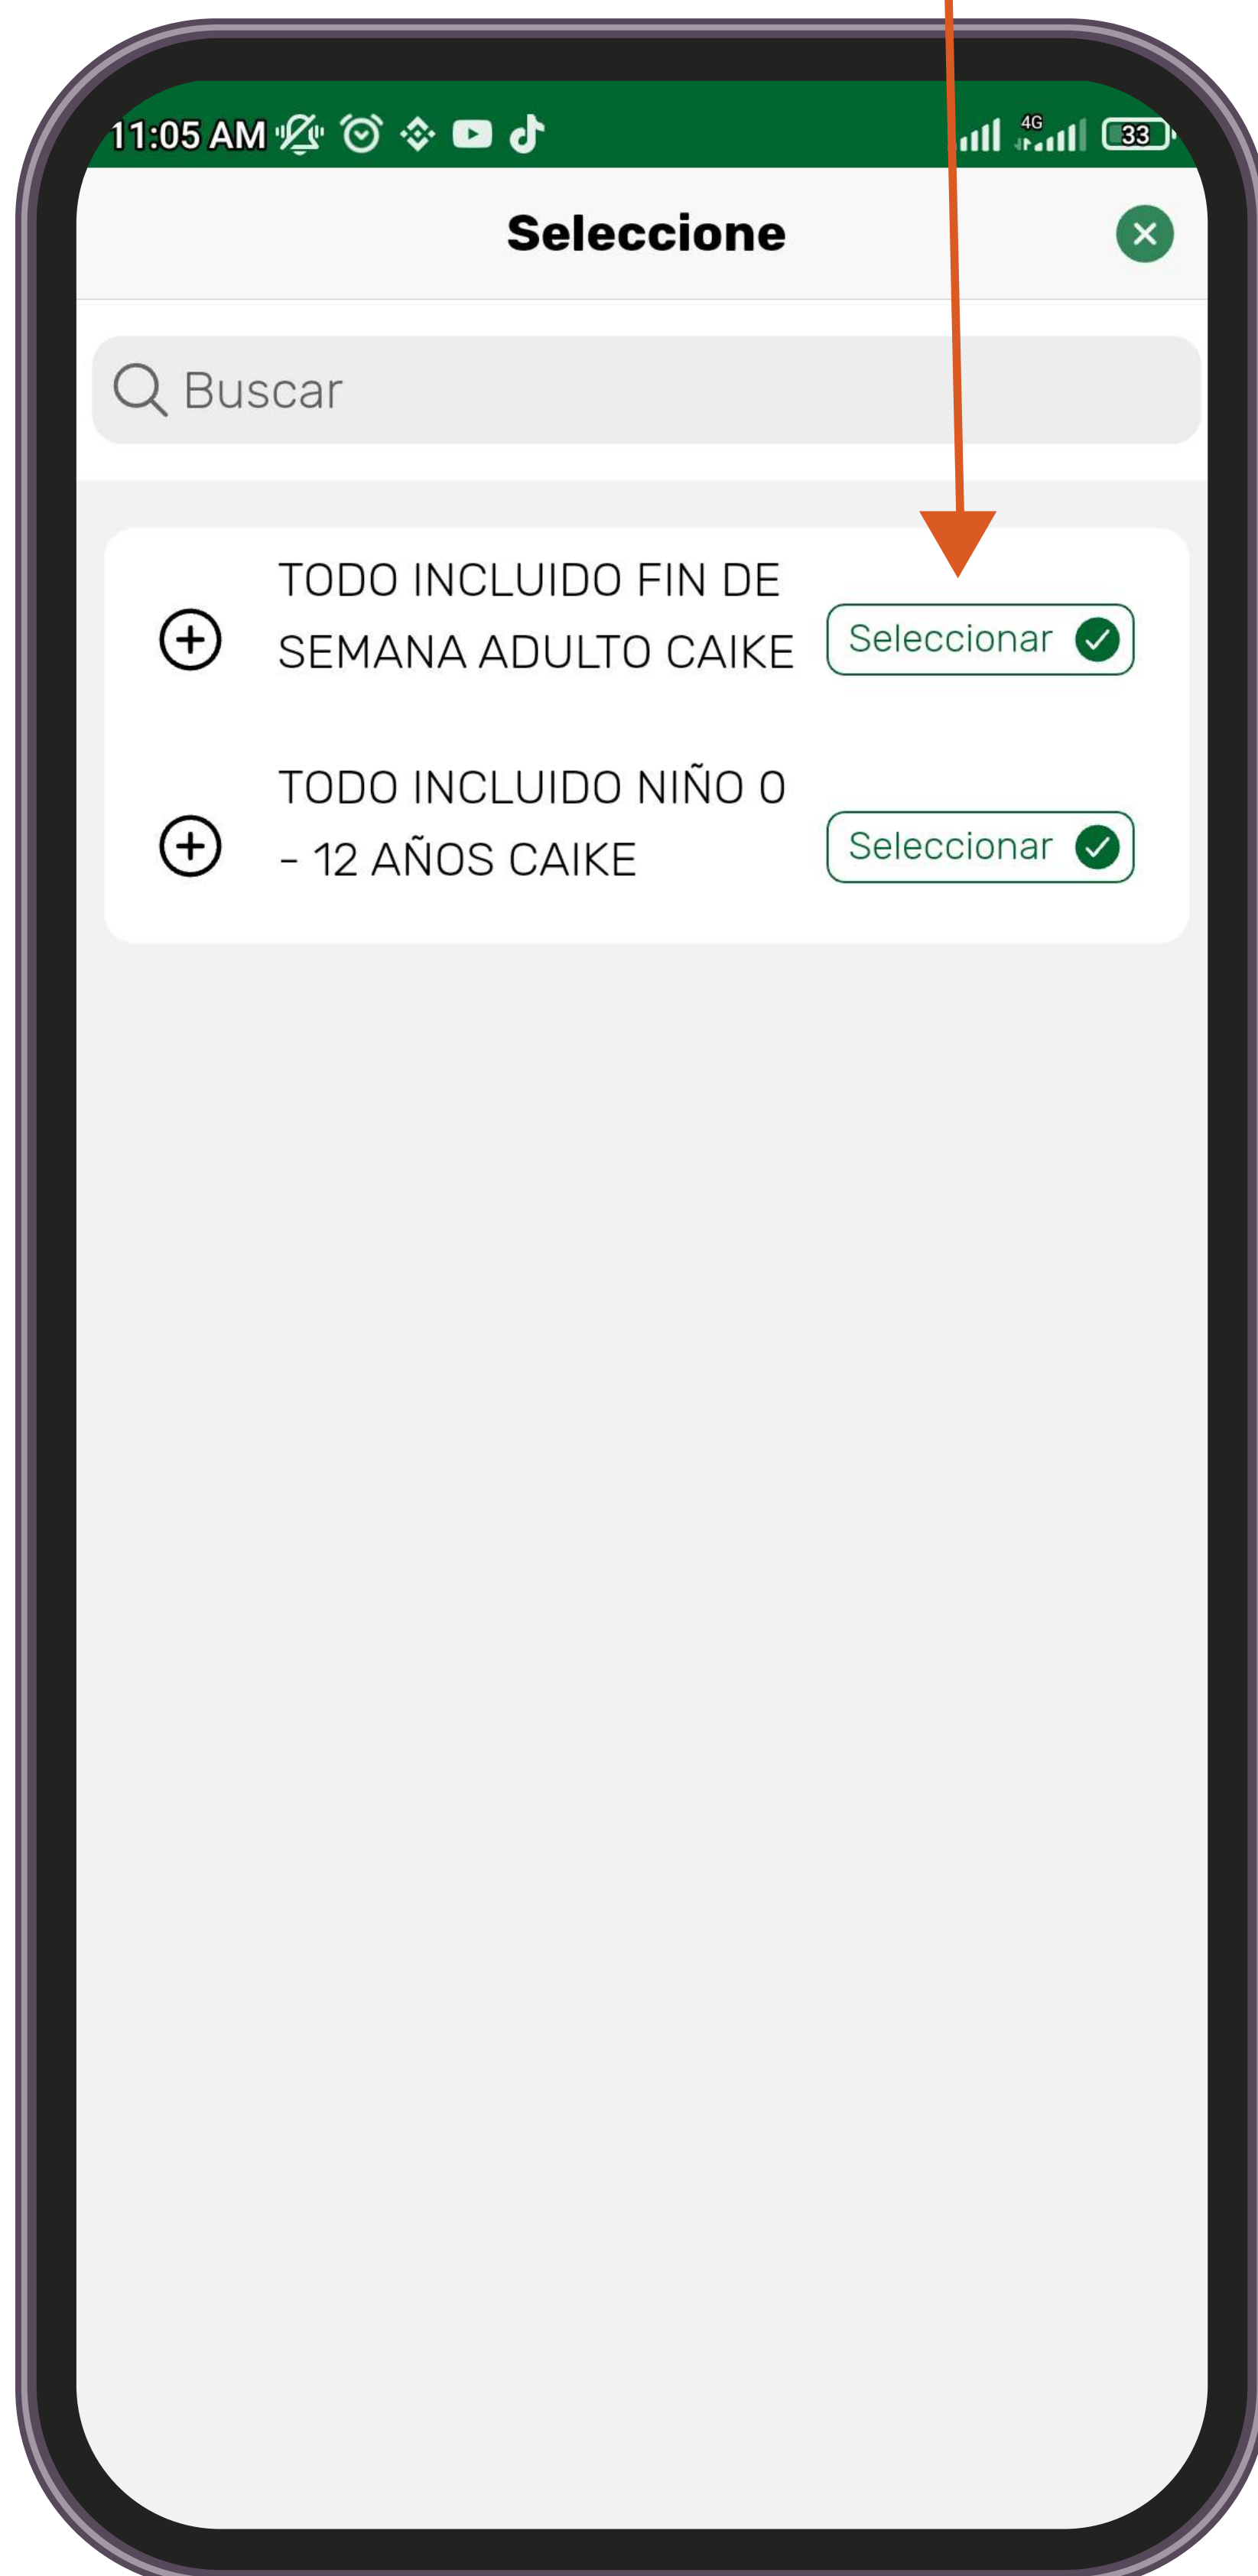 11:05 AM
4G
33
Seleccione
Buscar
TODO INCLUIDO FIN DE
SEMANA ADULTO CAIKE
Seleccionar
TODO INCLUIDO NIÑO 0
- 12 AÑOS CAIKE
Seleccionar